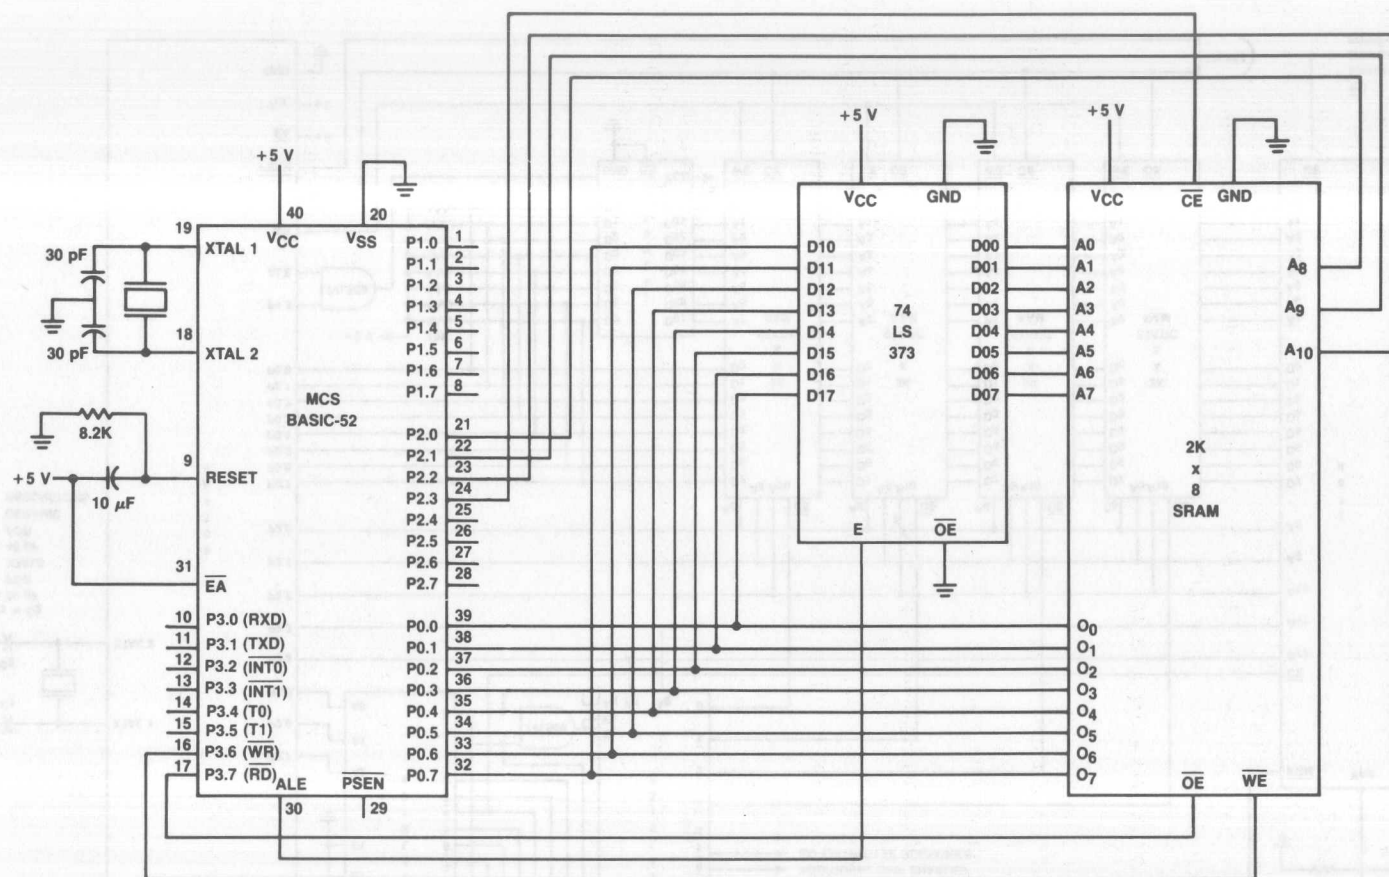 +5 V
40
20
VCC
VSS
19
XTAL 1
30 pF
18
XTAL 2
30 pF
MCS
BASIC-52
8.2K
9
RESET
+5 V
10 μF
31
EA
10 P3.0 (RXD)
11 P3.1 (TXD)
12 P3.2 (INT0)
13 P3.3 (INT1)
14 P3.4 (T0)
15 P3.5 (T1)
16 P3.6 (WR)
17 P3.7 (RD)
ALE
PSEN
30
29
P1.0 1
P1.1 2
P1.2 3
P1.3 4
P1.4 5
P1.5 6
P1.6 7
P1.7 8
P2.0 21
P2.1 22
P2.2 23
P2.3 24
P2.4 25
P2.5 26
P2.6 27
P2.7 28
P0.0 39
P0.1 38
P0.2 37
P0.3 36
P0.4 35
P0.5 34
P0.6 33
P0.7 32
+5 V
VCC
GND
D10
D11
D12
D13
D14
D15
D16
D17
74
LS
373
D00
D01
D02
D03
D04
D05
D06
D07
E
OE
+5 V
VCC
CE
GND
A0
A1
A2
A3
A4
A5
A6
A7
A8
A9
A10
2K
x
8
SRAM
O0
O1
O2
O3
O4
O5
O6
O7
OE
WE